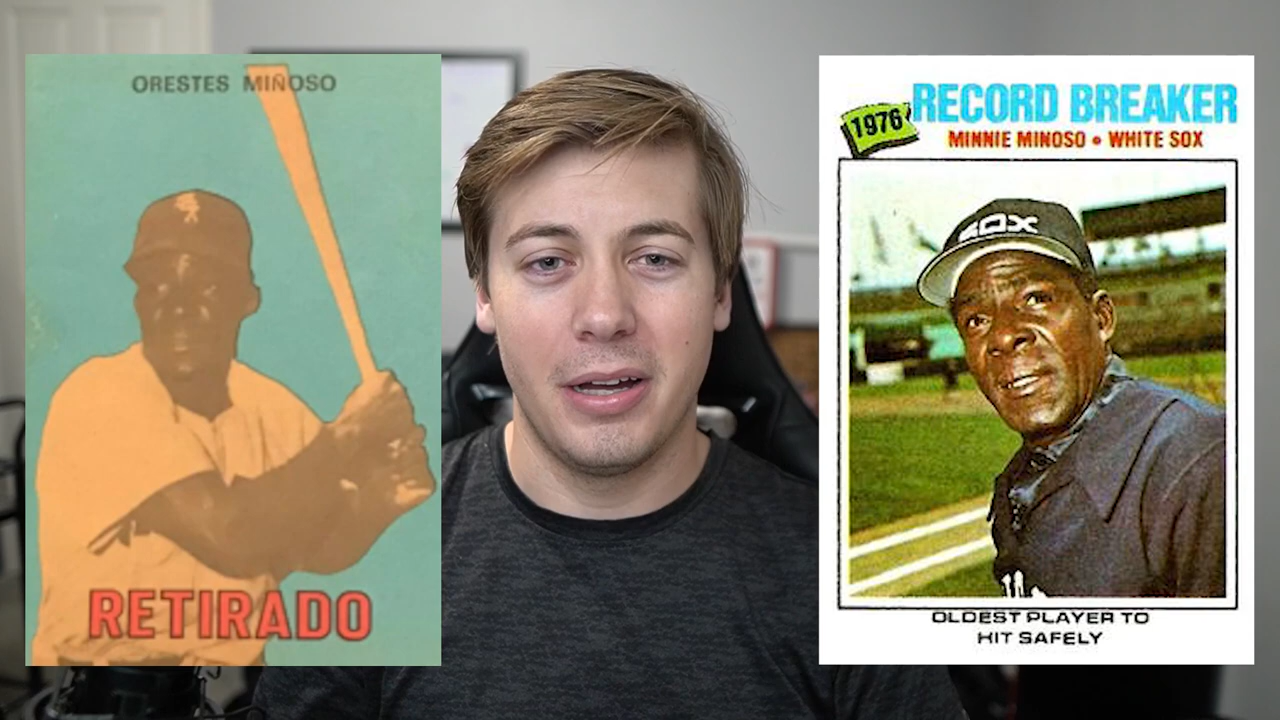 ORESTES MIÑOSO
RETIRADO
1976
RECORD BREAKER
MINNIE MINOSO • WHITE SOX
SOX
OLDEST PLAYER TO
HIT SAFELY